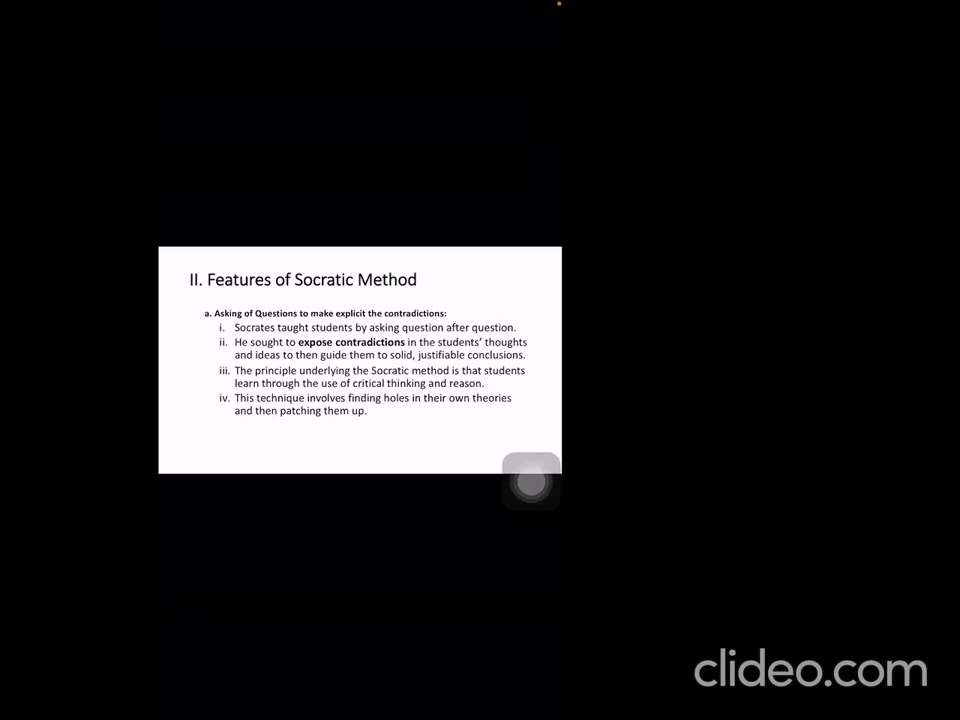 II. Features of Socratic Method
a. Asking of Questions to make explicit the contradictions:
i. Socrates taught students by asking question after question.
ii. He sought to expose contradictions in the students' thoughts
and ideas to then guide them to solid, justifiable conclusions.
iii. The principle underlying the Socratic method is that students
learn through the use of critical thinking and reason.
iv. This technique involves finding holes in their own theories
and then patching them up.
clideo.com